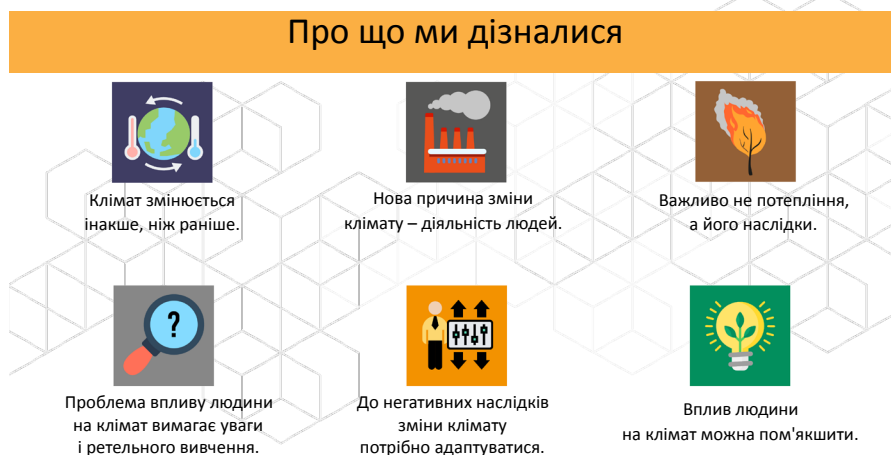 Про що ми дізналися
Клімат змінюється
інакше, ніж раніше.
Нова причина зміни
клімату – діяльність людей.
Важливо не потепління,
а його наслідки.
?
Проблема впливу людини
на клімат вимагає уваги
і ретельного вивчення.
До негативних наслідків
зміни клімату
потрібно адаптуватися.
Вплив людини
на клімат можна пом'якшити.